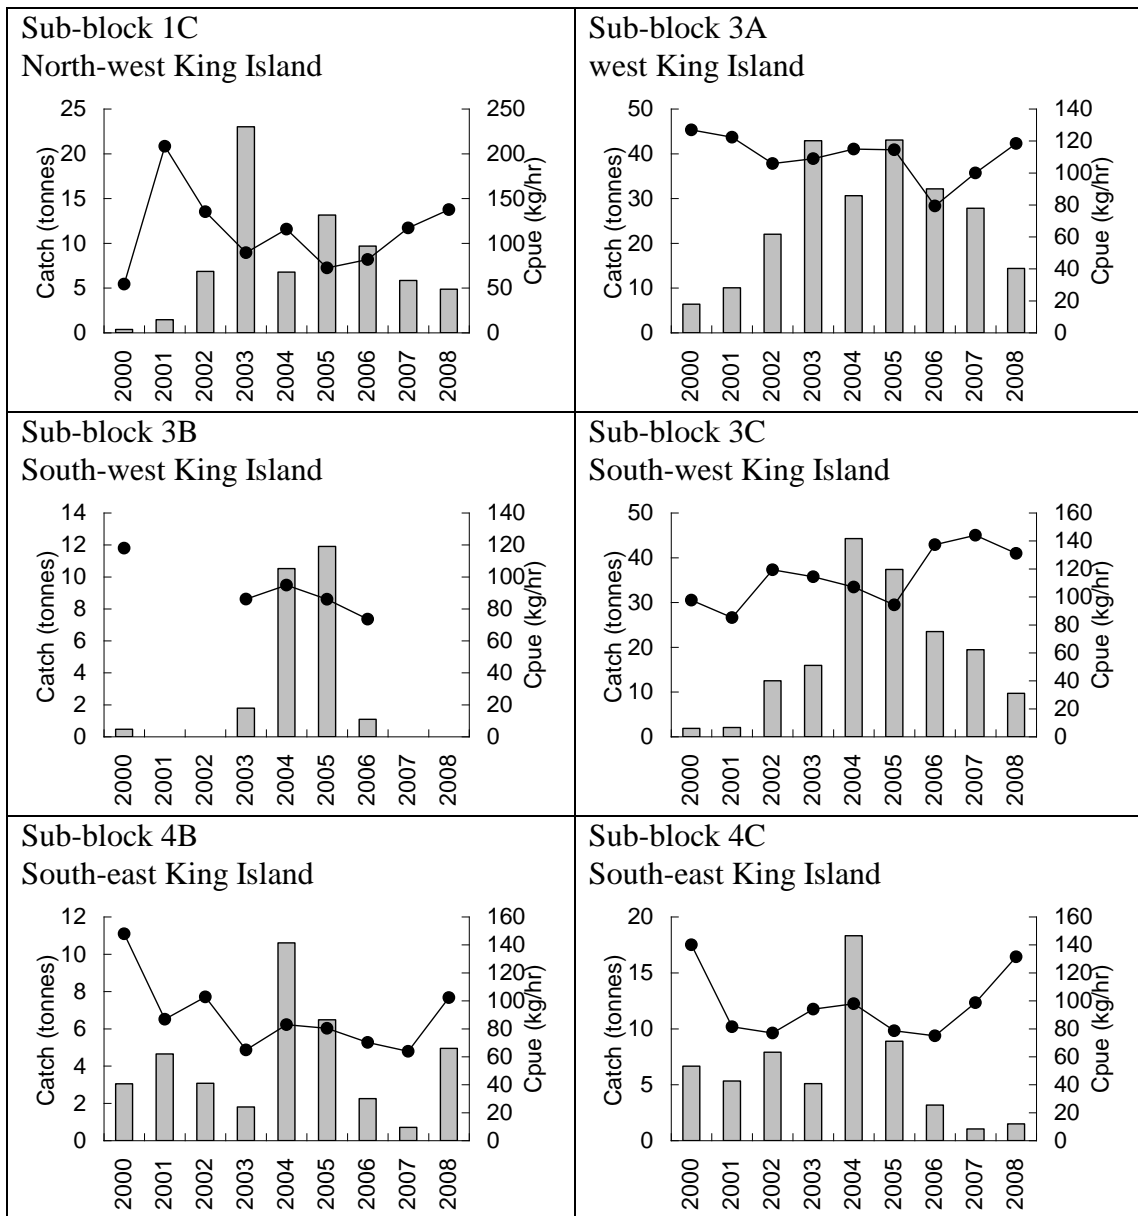 Sub-block 1C
North-west King Island
Catch (tonnes)
25
20
15
10
5
0
Cpue (kg/hr)
250
200
150
100
50
0
2000 2001 2002 2003 2004 2005 2006 2007 2008
Sub-block 3A
west King Island
Catch (tonnes)
50
40
30
20
10
0
Cpue (kg/hr)
140
120
100
80
60
40
20
0
2000 2001 2002 2003 2004 2005 2006 2007 2008
Sub-block 3B
South-west King Island
Catch (tonnes)
14
12
10
8
6
4
2
0
Cpue (kg/hr)
140
120
100
80
60
40
20
0
2000 2001 2002 2003 2004 2005 2006 2007 2008
Sub-block 3C
South-west King Island
Catch (tonnes)
50
40
30
20
10
0
Cpue (kg/hr)
160
140
120
100
80
60
40
20
0
2000 2001 2002 2003 2004 2005 2006 2007 2008
Sub-block 4B
South-east King Island
Catch (tonnes)
12
10
8
6
4
2
0
Cpue (kg/hr)
160
140
120
100
80
60
40
20
0
2000 2001 2002 2003 2004 2005 2006 2007 2008
Sub-block 4C
South-east King Island
Catch (tonnes)
20
15
10
5
0
Cpue (kg/hr)
160
140
120
100
80
60
40
20
0
2000 2001 2002 2003 2004 2005 2006 2007 2008